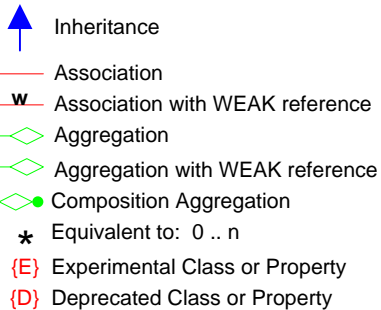 Inheritance
Association
w Association with WEAK reference
Aggregation
Aggregation with WEAK reference
Composition Aggregation
* Equivalent to: 0 .. n
{E} Experimental Class or Property
{D} Deprecated Class or Property